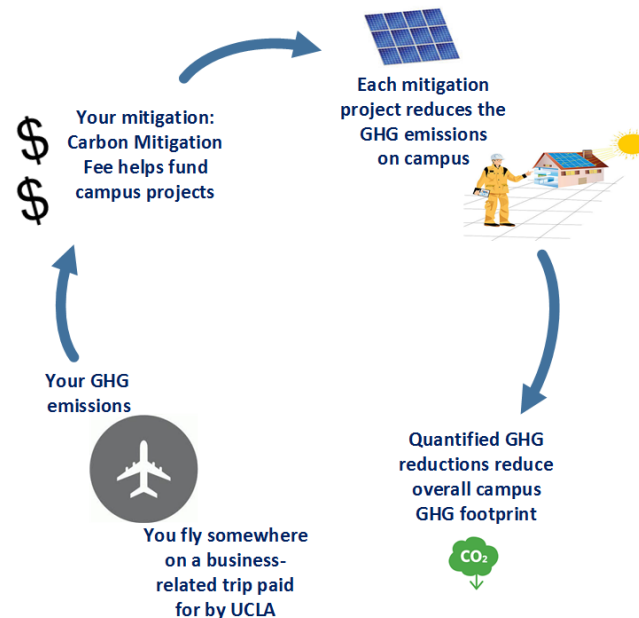 Your mitigation:
Carbon Mitigation
Fee helps fund
campus projects
$
$
Each mitigation
project reduces the
GHG emissions
on campus
Your GHG
emissions
You fly somewhere
on a business-
related trip paid
for by UCLA
Quantified GHG
reductions reduce
overall campus
GHG footprint
CO₂